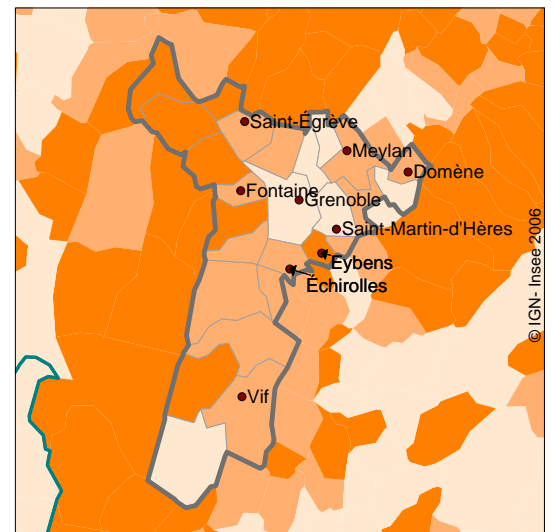 Saint-Égrève
Meylan
Domène
Fontaine
Grenoble
Saint-Martin-d'Hères
Eybens
Échirolles
Vif
© IGN- Insee 2006